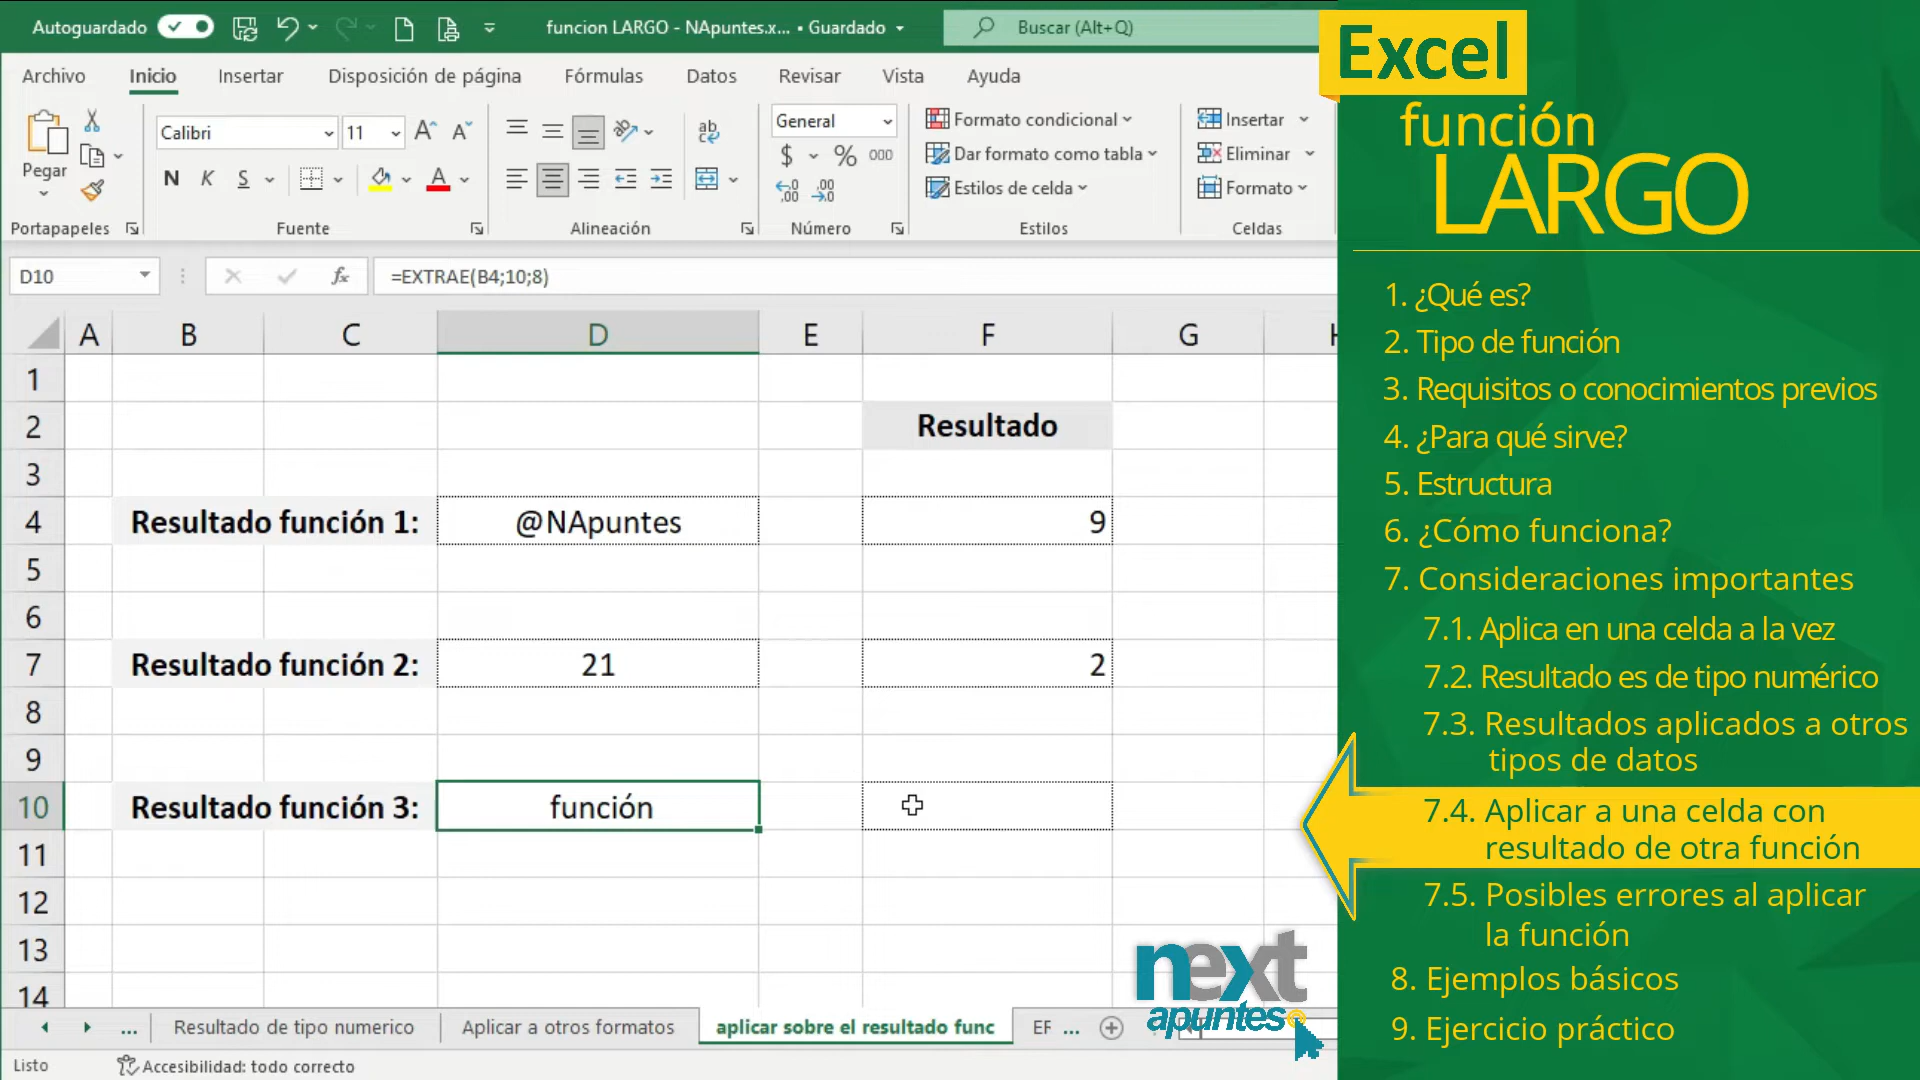 Autoguardado
funcion LARGO - NApuntes.x... • Guardado
Buscar (Alt+Q)
Archivo Inicio Insertar Disposición de página Fórmulas Datos Revisar Vista Ayuda
Pegar
Calibri 11
N K S A
ab
General
$ % 000
Formato condicional
Dar formato como tabla
Estilos de celda
Insertar
Eliminar
Formato
Portapapeles Fuente Alineación Número Estilos Celdas
D10 fx =EXTRAE(B4;10;8)
A B C D E F G H
1
2 Resultado
3
4 Resultado función 1: @NApuntes 9
5
6
7 Resultado función 2: 21 2
8
9
10 Resultado función 3: función
11
12
13
14
... Resultado de tipo numerico Aplicar a otros formatos aplicar sobre el resultado func EF ...
Listo Accesibilidad: todo correcto
next
apuntes
Excel
función
LARGO
1. ¿Qué es?
2. Tipo de función
3. Requisitos o conocimientos previos
4. ¿Para qué sirve?
5. Estructura
6. ¿Cómo funciona?
7. Consideraciones importantes
7.1. Aplica en una celda a la vez
7.2. Resultado es de tipo numérico
7.3. Resultados aplicados a otros
tipos de datos
7.4. Aplicar a una celda con
resultado de otra función
7.5. Posibles errores al aplicar
la función
8. Ejemplos básicos
9. Ejercicio práctico